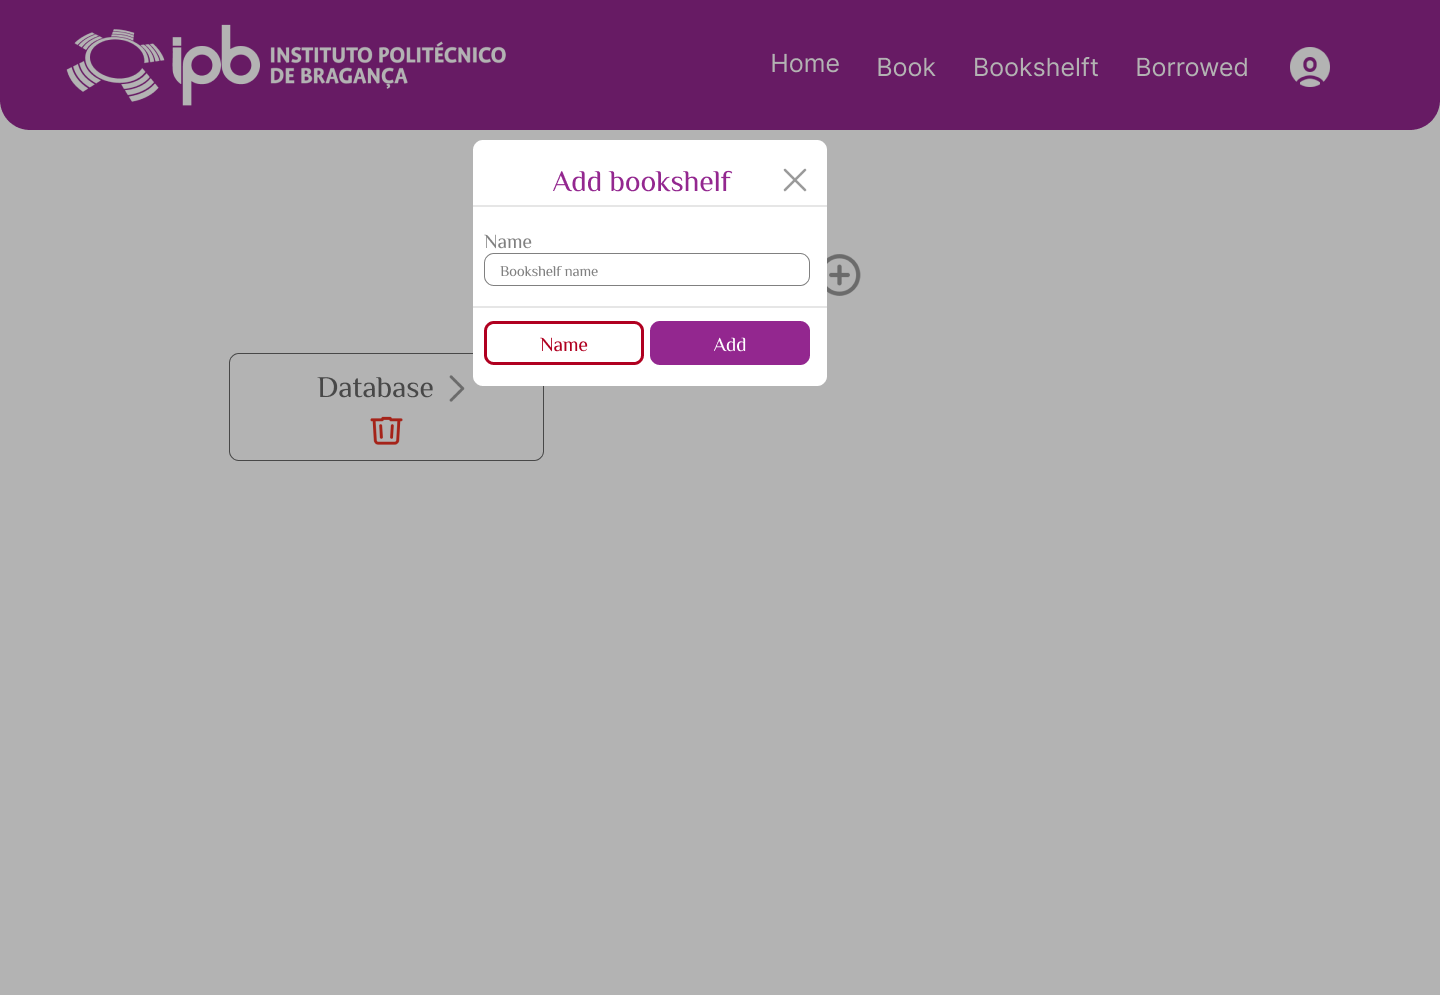 ipb INSTITUTO POLITÉCNICO
DE BRAGANÇA
Home Book Bookshelft Borrowed
Add bookshelf
Name
Bookshelf name
Name Add
Database